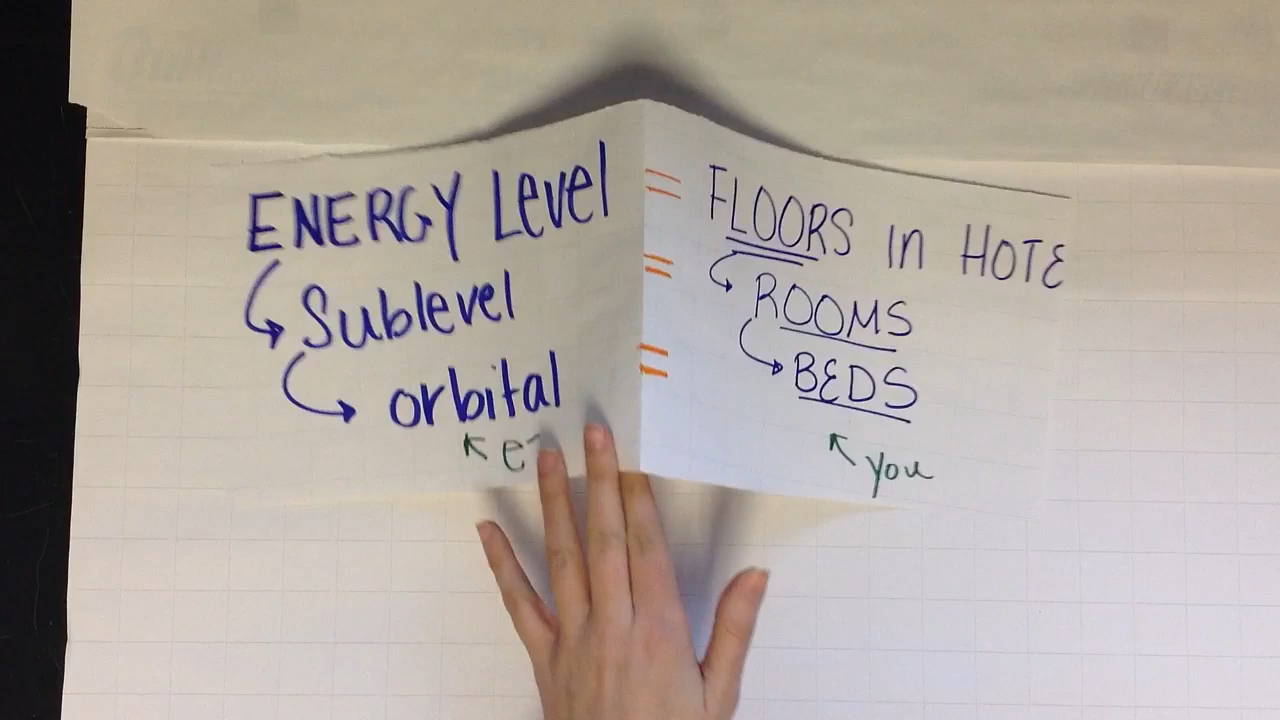 ENERGY Level = FLOORS in HOTE
Sublevel = ROOMS
orbital = BEDS
e-
you